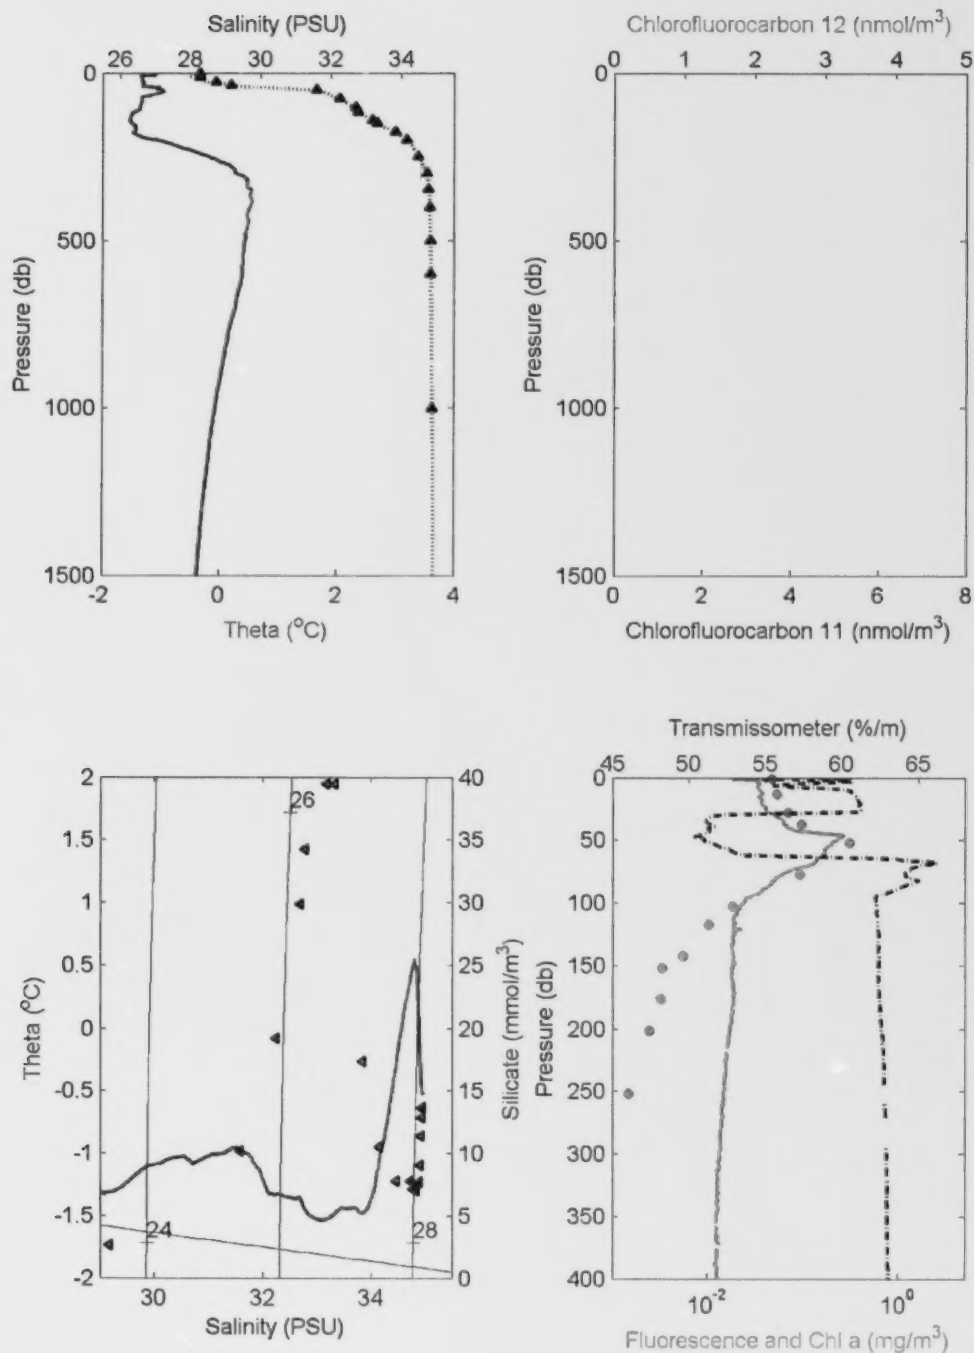 Salinity (PSU)
26 28 30 32 34
0
500
1000
1500
Pressure (db)
-2 0 2 4
Theta (°C)
Chlorofluorocarbon 12 (nmol/m³)
0 1 2 3 4 5
0
500
1000
1500
Pressure (db)
0 2 4 6 8
Chlorofluorocarbon 11 (nmol/m³)
2
1.5
1
0.5
0
-0.5
-1
-1.5
-2
Theta (°C)
26
24
28
40
35
30
25
20
15
10
5
0
Silicate (mmol/m³)
30 32 34
Salinity (PSU)
Transmissometer (%/m)
45 50 55 60 65
0
50
100
150
200
250
300
350
400
Pressure (db)
10⁻² 10⁰
Fluorescence and Chl a (mg/m³)